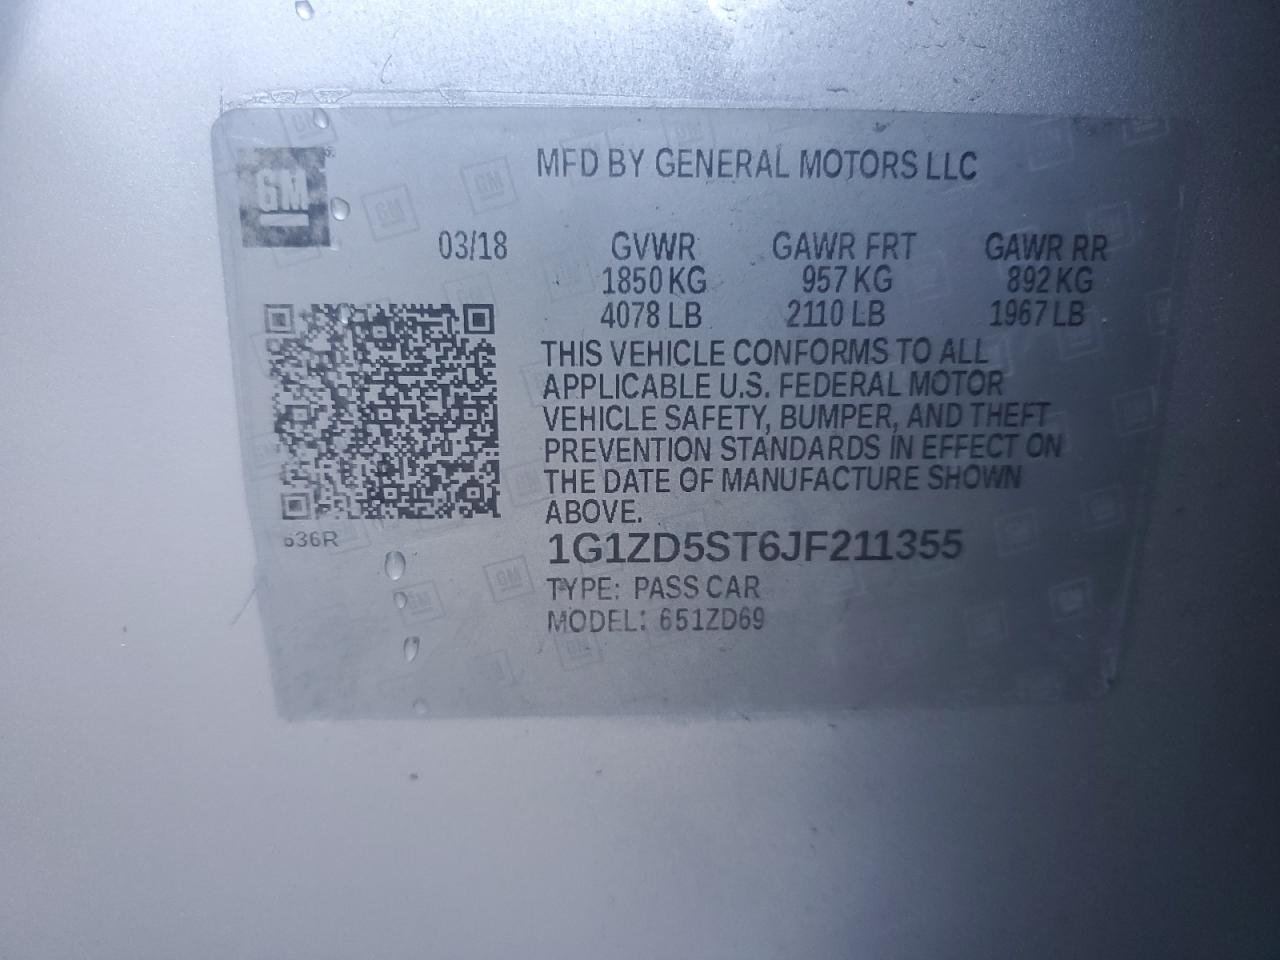 GM
MFD BY GENERAL MOTORS LLC
03/18 GVWR GAWR FRT GAWR RR
1850 KG 957 KG 892 KG
4078 LB 2110 LB 1967 LB
THIS VEHICLE CONFORMS TO ALL
APPLICABLE U.S. FEDERAL MOTOR
VEHICLE SAFETY, BUMPER, AND THEFT
PREVENTION STANDARDS IN EFFECT ON
THE DATE OF MANUFACTURE SHOWN
ABOVE.
1G1ZD5ST6JF211355
TYPE: PASS CAR
MODEL: 651ZD69